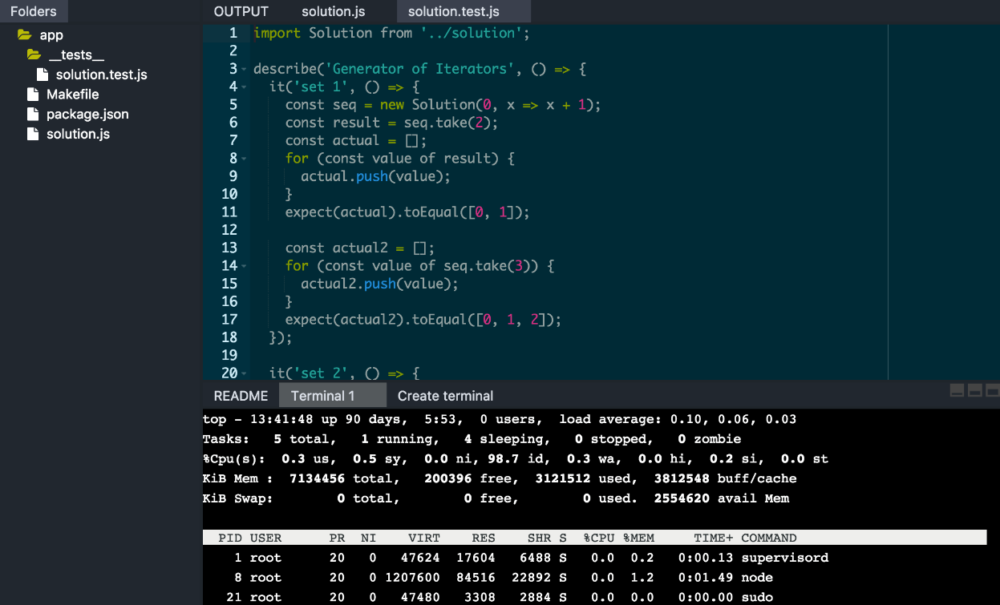 Folders
app
__tests__
solution.test.js
Makefile
package.json
solution.js
OUTPUT solution.js solution.test.js
1 import Solution from '../solution';
2
3 describe('Generator of Iterators', () => {
4 it('set 1', () => {
5 const seq = new Solution(0, x => x + 1);
6 const result = seq.take(2);
7 const actual = [];
8 for (const value of result) {
9 actual.push(value);
10 }
11 expect(actual).toEqual([0, 1]);
12
13 const actual2 = [];
14 for (const value of seq.take(3)) {
15 actual2.push(value);
16 }
17 expect(actual2).toEqual([0, 1, 2]);
18 });
19
20 it('set 2', () => {
README Terminal 1 Create terminal
top - 13:41:48 up 90 days, 5:53, 0 users, load average: 0.10, 0.06, 0.03
Tasks: 5 total, 1 running, 4 sleeping, 0 stopped, 0 zombie
%Cpu(s): 0.3 us, 0.5 sy, 0.0 ni, 98.7 id, 0.3 wa, 0.0 hi, 0.2 si, 0.0 st
KiB Mem : 7134456 total, 200396 free, 3121512 used, 3812548 buff/cache
KiB Swap: 0 total, 0 free, 0 used. 2554620 avail Mem
PID USER PR NI VIRT RES SHR S %CPU %MEM TIME+ COMMAND
1 root 20 0 47624 17604 6488 S 0.0 0.2 0:00.13 supervisord
8 root 20 0 1207600 84516 22892 S 0.0 1.2 0:01.49 node
21 root 20 0 47480 3308 2884 S 0.0 0.0 0:00.00 sudo